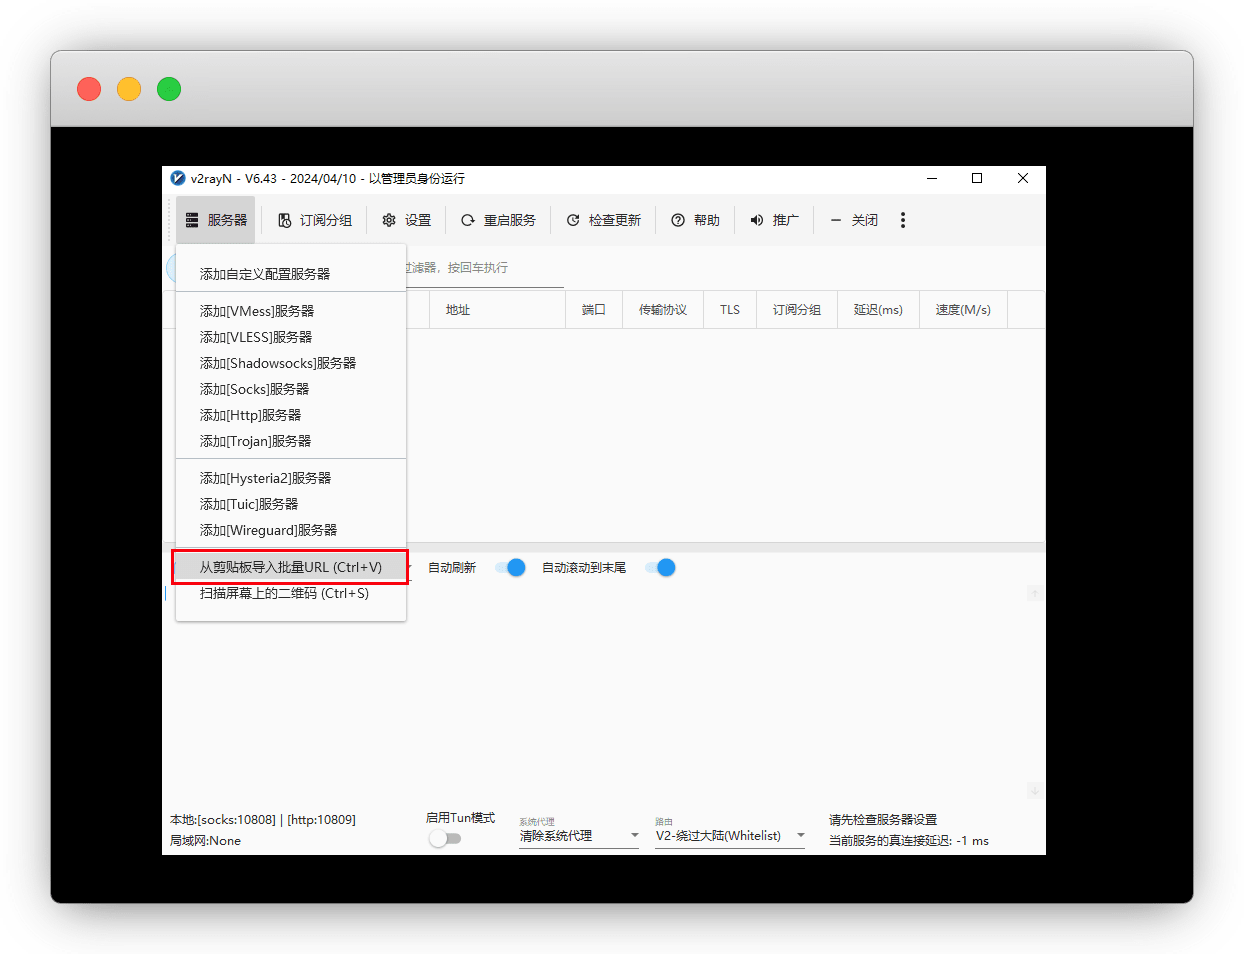 v2rayN - V6.43 - 2024/04/10 - 以管理员身份运行
服务器 订阅分组 设置 重启服务 检查更新 帮助 推广 关闭
过滤器，按回车执行
地址 端口 传输协议 TLS 订阅分组 延迟(ms) 速度(M/s)
添加自定义配置服务器
添加[VMess]服务器
添加[VLESS]服务器
添加[Shadowsocks]服务器
添加[Socks]服务器
添加[Http]服务器
添加[Trojan]服务器
添加[Hysteria2]服务器
添加[Tuic]服务器
添加[Wireguard]服务器
从剪贴板导入批量URL (Ctrl+V)
扫描屏幕上的二维码 (Ctrl+S)
自动刷新 自动滚动到末尾
本地:[socks:10808] | [http:10809]
局域网:None
启用Tun模式
系统代理
清除系统代理
路由
V2-绕过大陆(Whitelist)
请先检查服务器设置
当前服务的真连接延迟: -1 ms